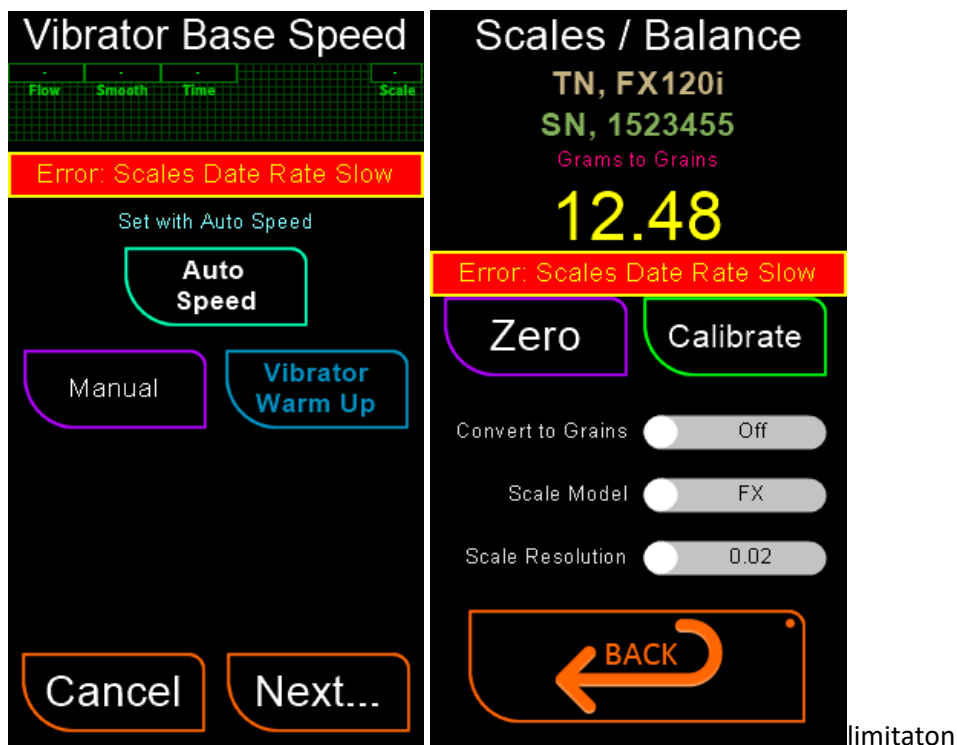 Vibrator Base Speed
- - - -
Flow Smooth Time Scale
Error: Scales Date Rate Slow
Set with Auto Speed
Auto
Speed
Manual
Vibrator
Warm Up
Cancel
Next...
Scales / Balance
TN, FX120i
SN, 1523455
Grams to Grains
12.48
Error: Scales Date Rate Slow
Zero
Calibrate
Convert to Grains Off
Scale Model FX
Scale Resolution 0.02
BACK
limitaton